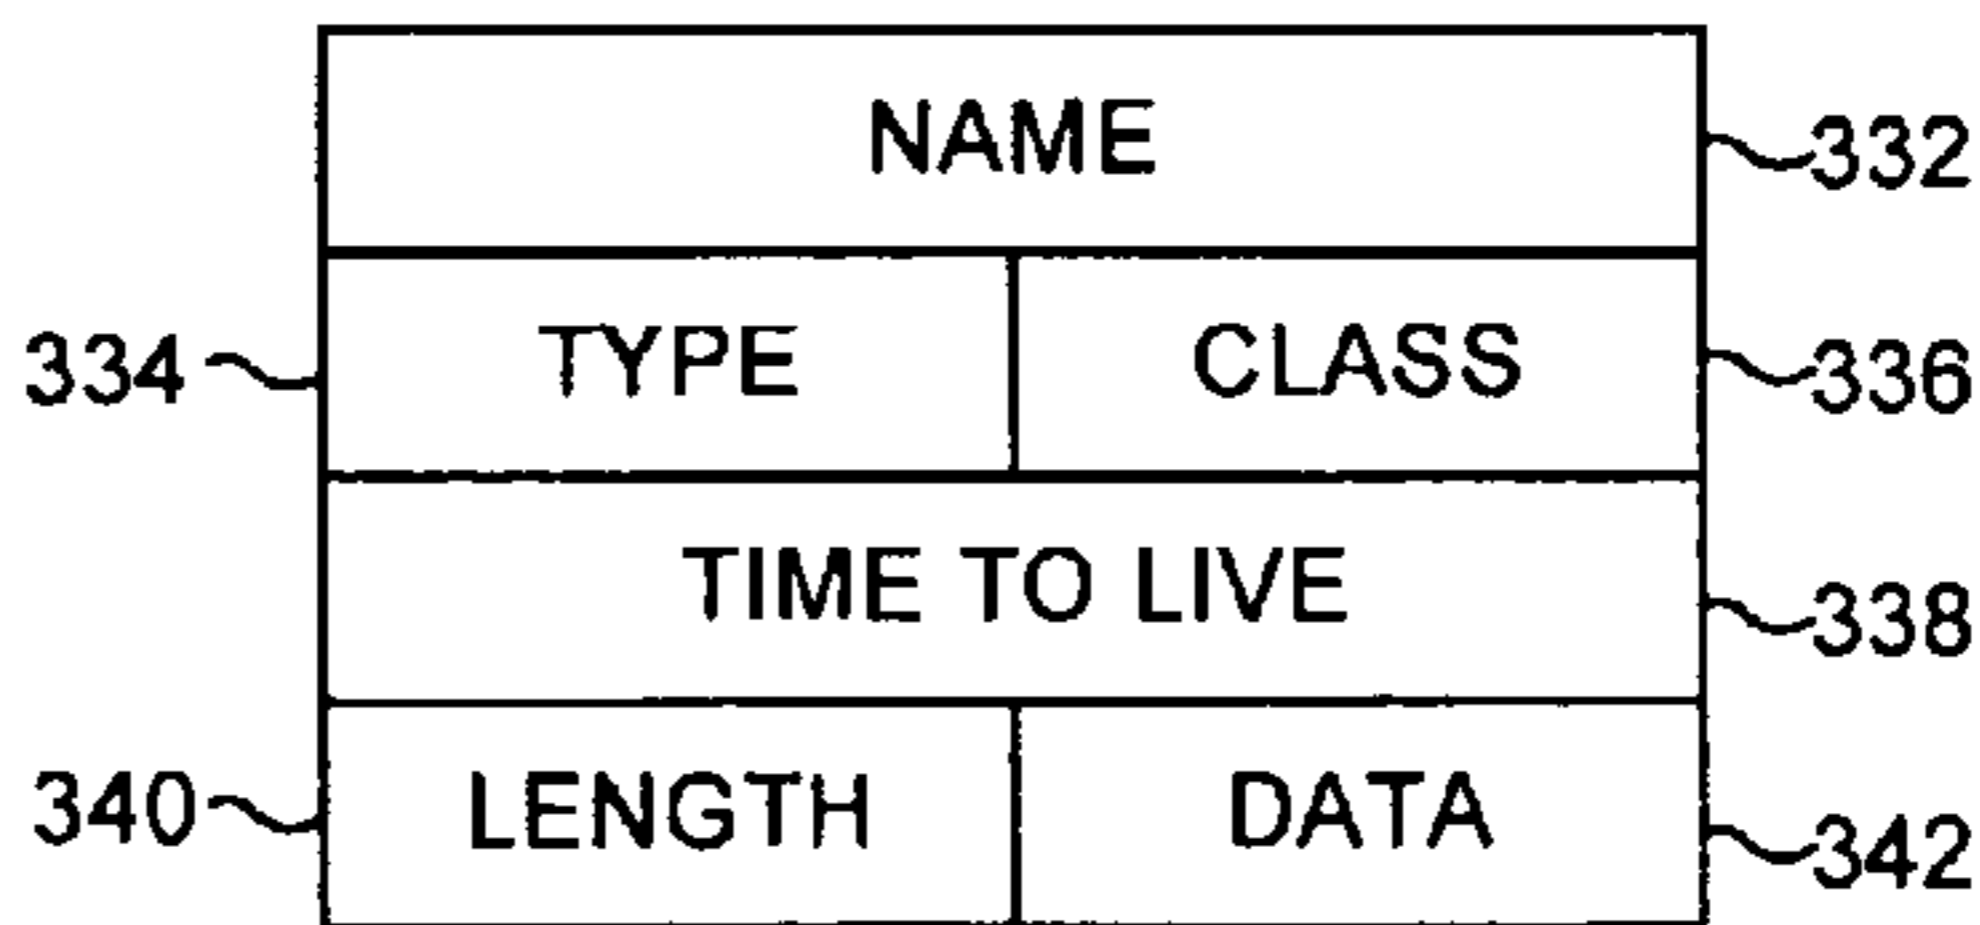 NAME 332
334 TYPE CLASS 336
TIME TO LIVE 338
340 LENGTH DATA 342